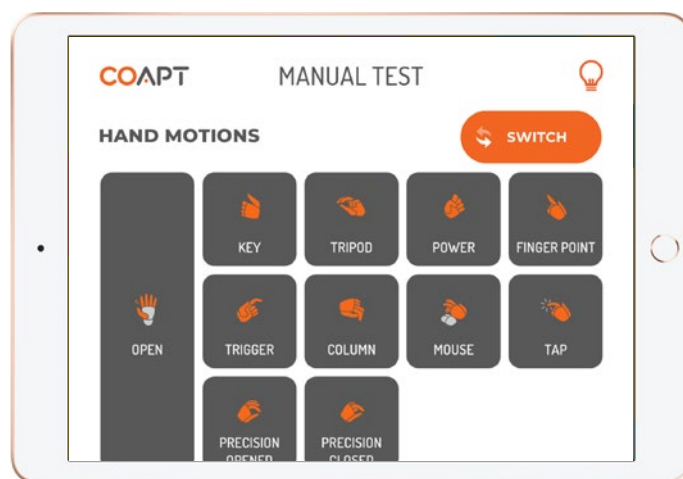 COAPT
MANUAL TEST
HAND MOTIONS
SWITCH
OPEN
KEY
TRIPOD
POWER
FINGER POINT
TRIGGER
COLUMN
MOUSE
TAP
PRECISION
OPENED
PRECISION
CLOSED